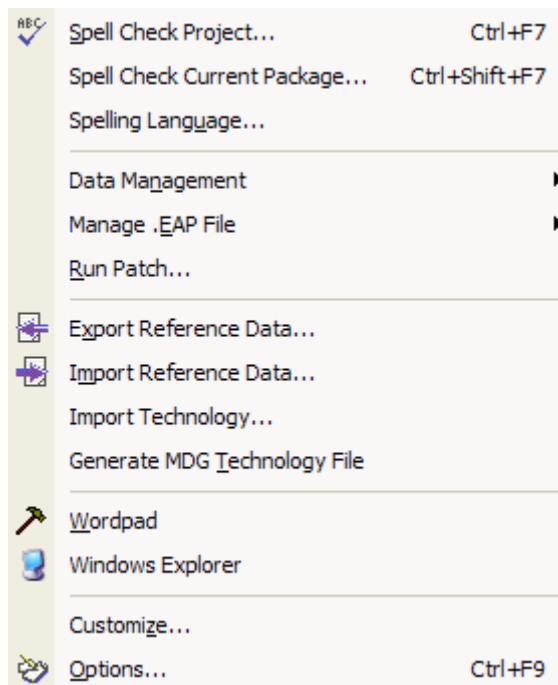 ABC
Spell Check Project... Ctrl+F7
Spell Check Current Package... Ctrl+Shift+F7
Spelling Language...
Data Management
Manage .EAP File
Run Patch...
Export Reference Data...
Import Reference Data...
Import Technology...
Generate MDG Technology File
Wordpad
Windows Explorer
Customize...
Options... Ctrl+F9